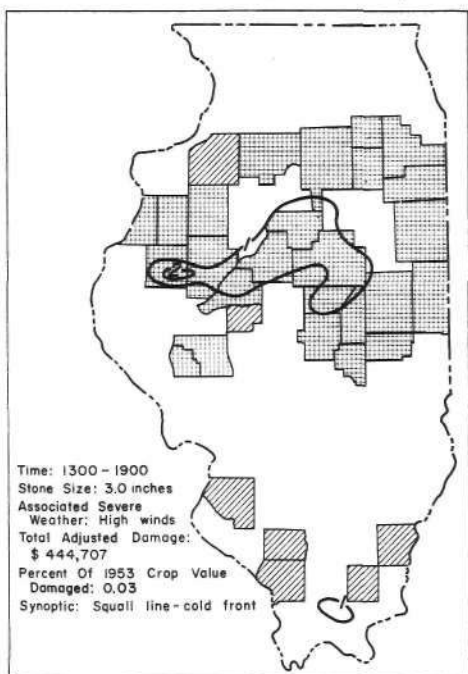 Time: 1300 - 1900
Stone Size: 3.0 inches
Associated Severe
Weather: High winds
Total Adjusted Damage:
$ 444,707
Percent Of 1953 Crop Value
Damaged: 0.03
Synoptic: Squall line - cold front